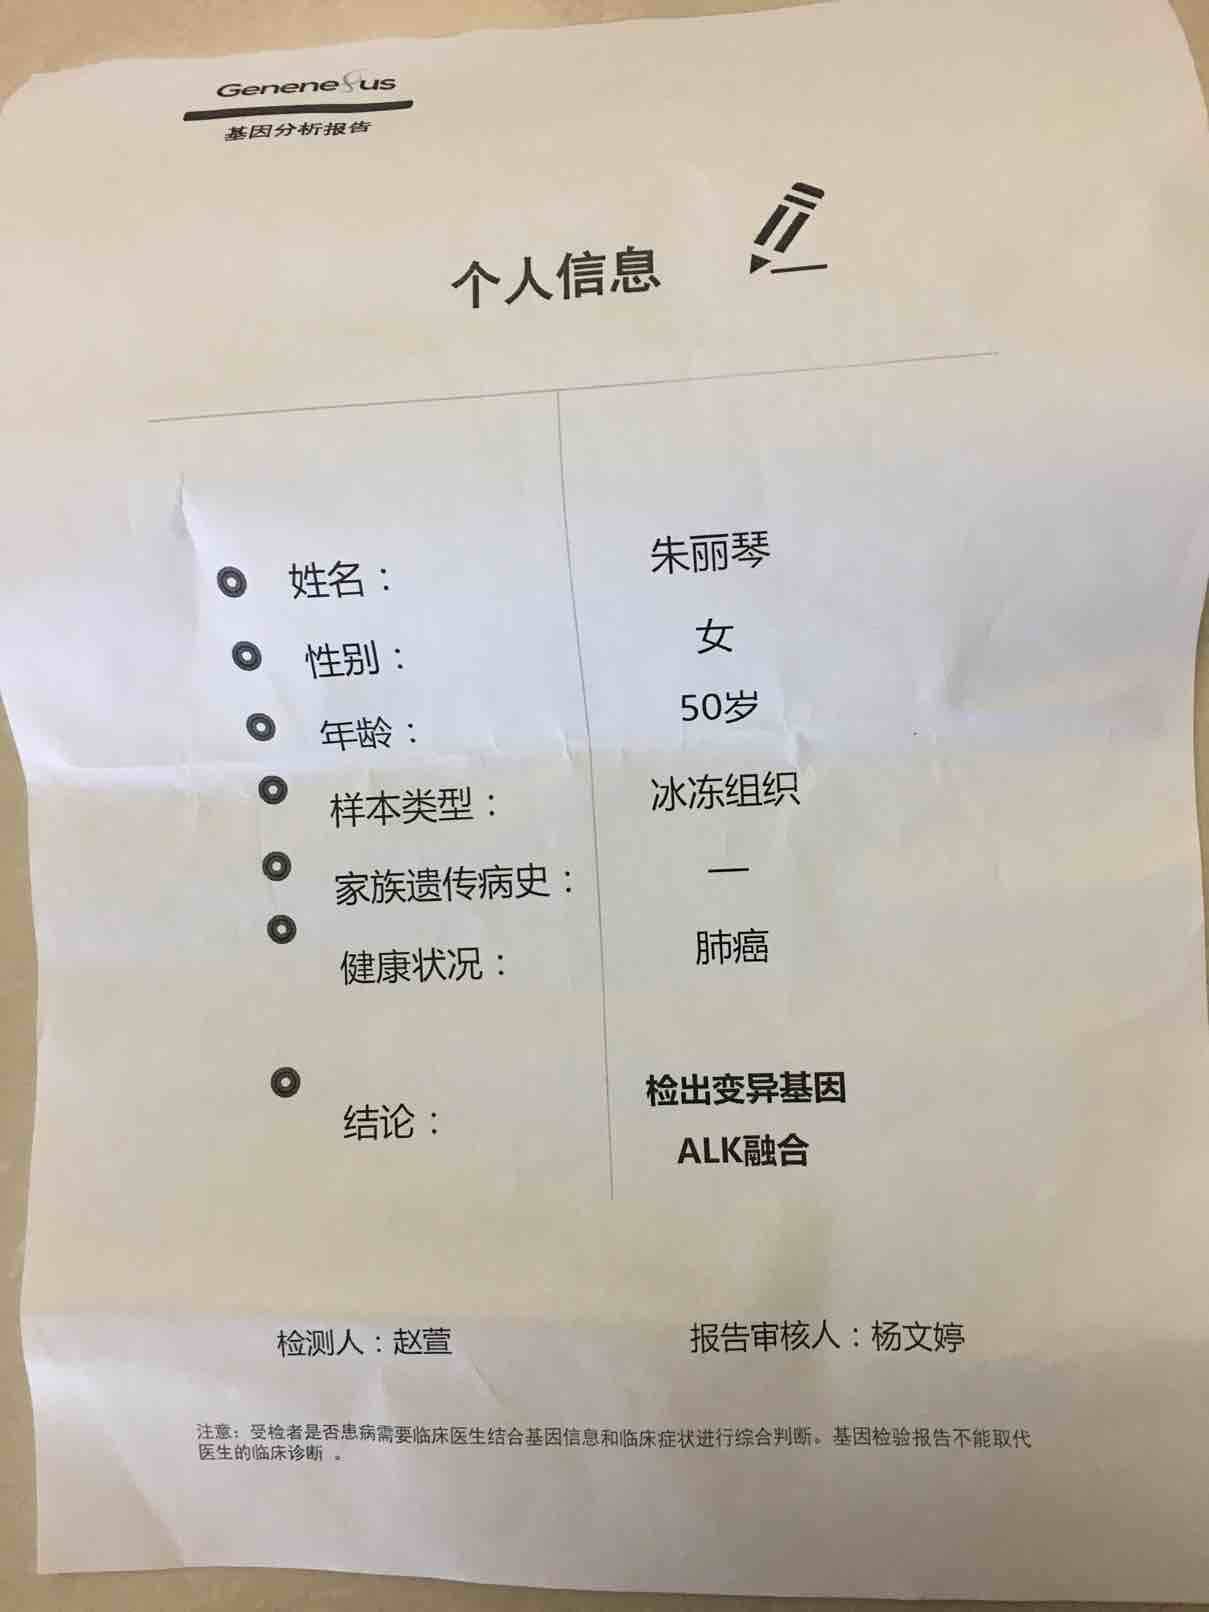 Genene8us
基因分析报告
个人信息
姓名： 朱丽琴
性别： 女
年龄： 50岁
样本类型： 冰冻组织
家族遗传病史： —
健康状况： 肺癌
结论： 检出变异基因
ALK融合
检测人：赵萱 报告审核人：杨文婷
注意：受检者是否患病需要临床医生结合基因信息和临床症状进行综合判断。基因检验报告不能取代
医生的临床诊断 。